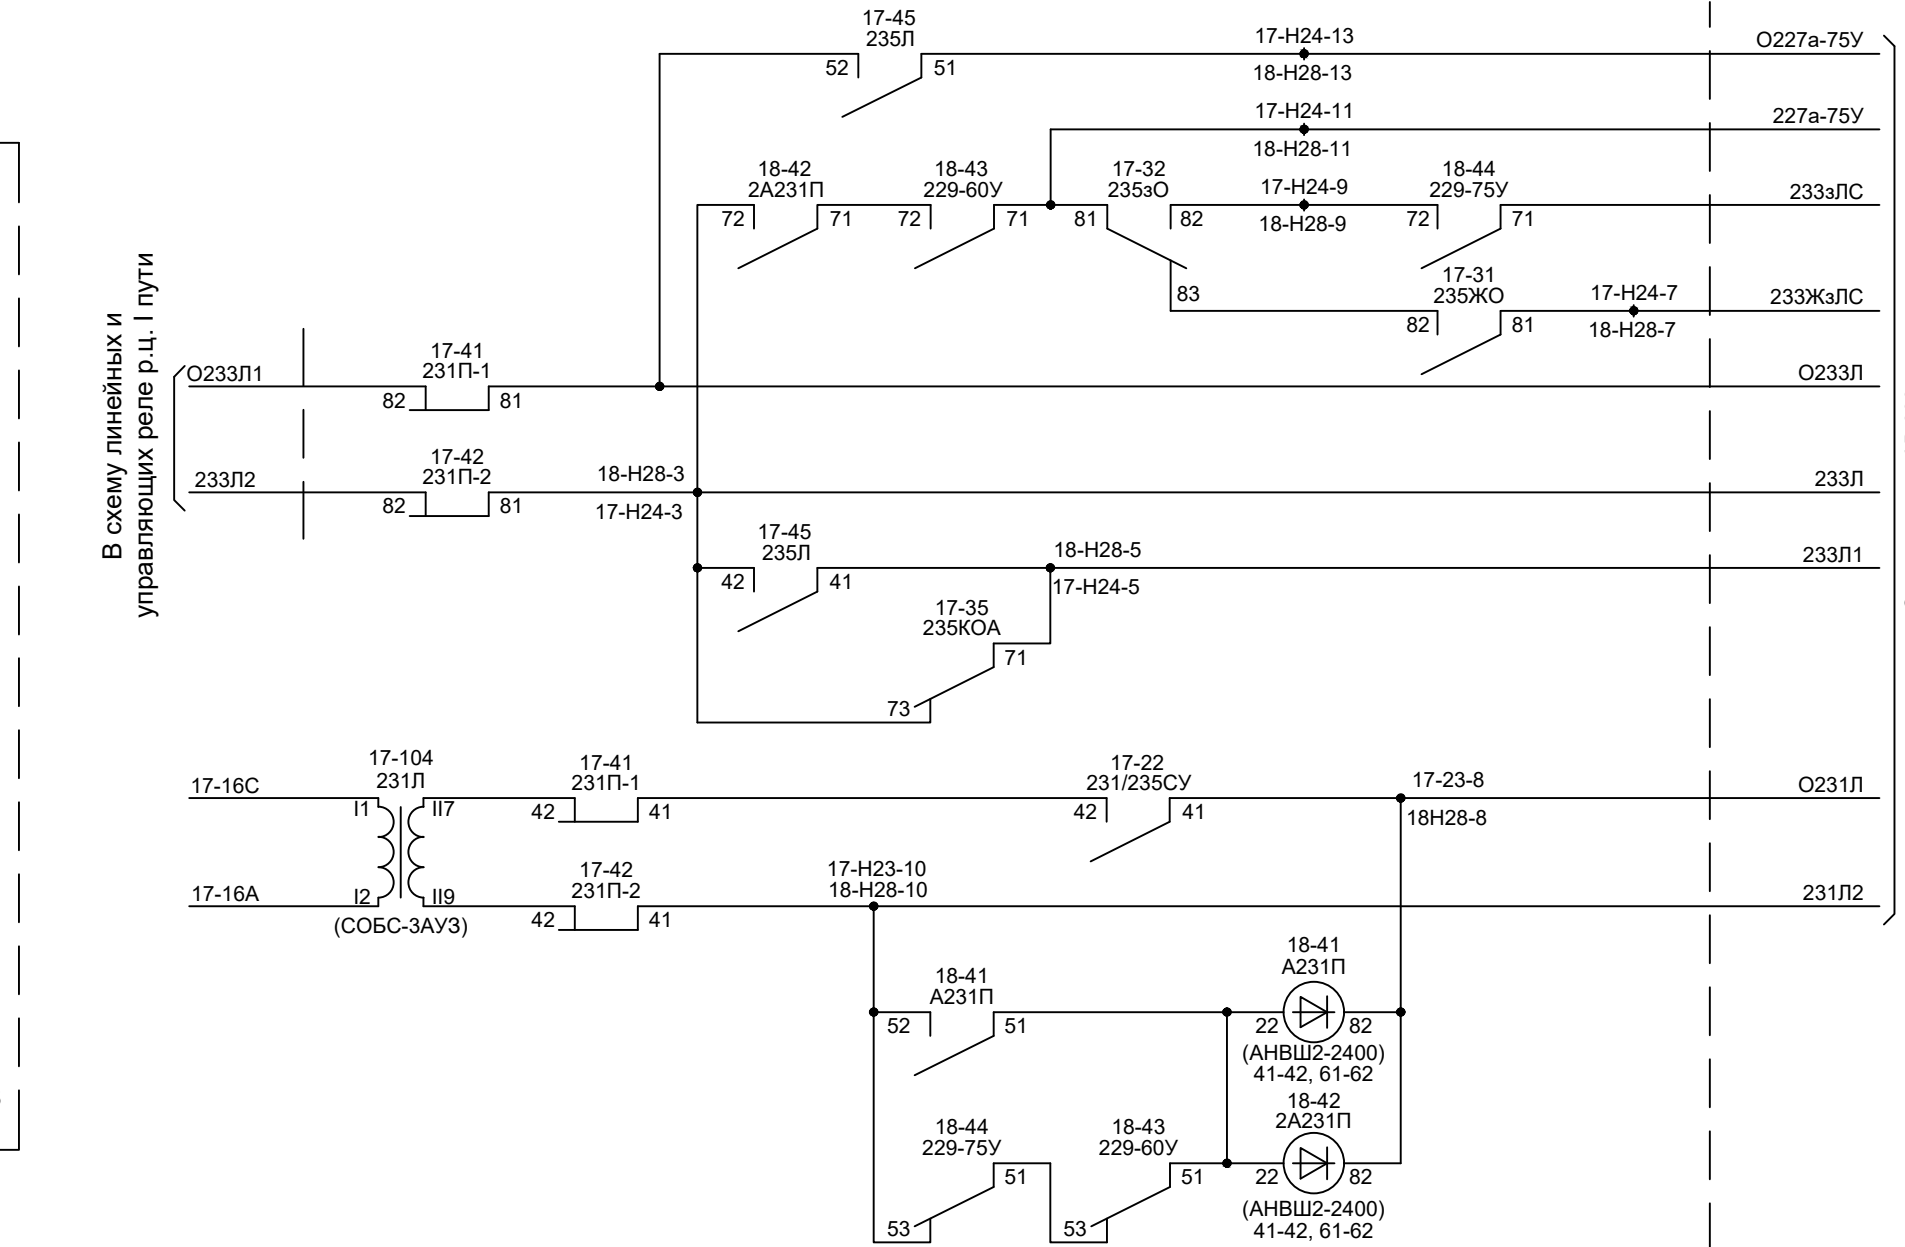 17-45
235Л
52
51
17-Н24-13
18-Н28-13
О227а-75У
17-Н24-11
18-Н28-11
227а-75У
18-42
2А231П
72
71
18-43
229-60У
72
71
17-32
235зО
81
82
83
17-Н24-9
18-Н28-9
18-44
229-75У
72
71
233зЛС
17-31
235ЖО
82
81
17-Н24-7
18-Н28-7
233ЖзЛС
В схему линейных и
управляющих реле р.ц. I пути
О233Л1
17-41
231П-1
82
81
О233Л
233Л2
17-42
231П-2
82
81
18-Н28-3
17-Н24-3
233Л
17-45
235Л
42
41
18-Н28-5
17-Н24-5
233Л1
17-35
235КОА
71
73
17-16С
17-104
231Л
I1
II7
17-41
231П-1
42
41
17-22
231/235СУ
42
41
17-23-8
18Н28-8
О231Л
17-16А
I2
II9
(СОБС-3АУ3)
17-42
231П-2
42
41
17-Н23-10
18-Н28-10
231Л2
18-41
А231П
52
51
18-41
А231П
22
82
(АНВШ2-2400)
41-42, 61-62
18-44
229-75У
51
53
18-43
229-60У
51
53
18-42
2А231П
22
82
(АНВШ2-2400)
41-42, 61-62